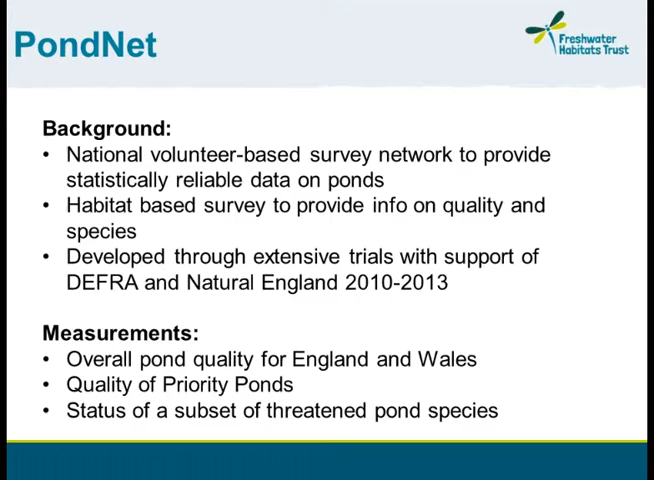 PondNet
Freshwater
Habitats Trust
Background:
• National volunteer-based survey network to provide
statistically reliable data on ponds
• Habitat based survey to provide info on quality and
species
• Developed through extensive trials with support of
DEFRA and Natural England 2010-2013
Measurements:
• Overall pond quality for England and Wales
• Quality of Priority Ponds
• Status of a subset of threatened pond species